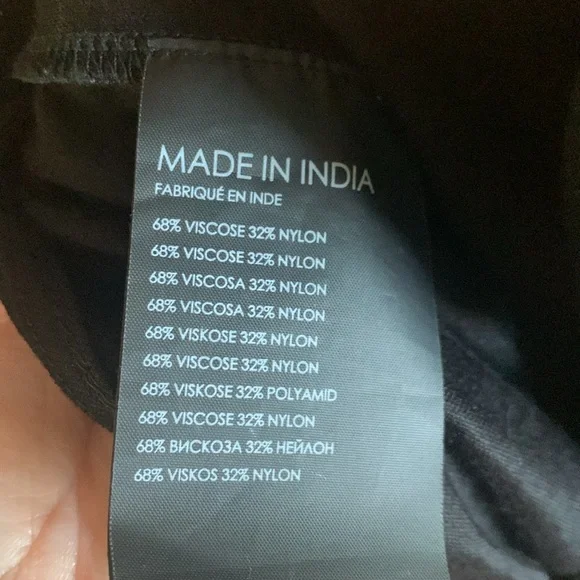 MADE IN INDIA
FABRIQUÉ EN INDE
68% VISCOSE 32% NYLON
68% VISCOSE 32% NYLON
68% VISCOSA 32% NYLON
68% VISCOSA 32% NYLON
68% VISKOSE 32% NYLON
68% VISCOSE 32% NYLON
68% VISKOSE 32% POLYAMID
68% VISCOSE 32% NYLON
68% ВИСКОЗА 32% НЕЙЛОН
68% VISKOS 32% NYLON